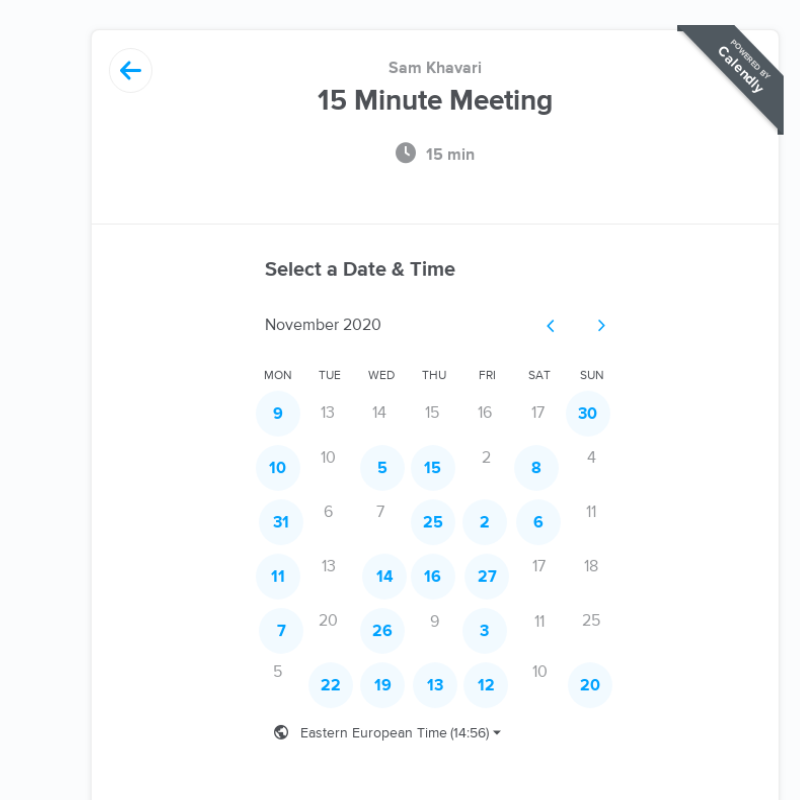 POWERED BY
Calendly
Sam Khavari
15 Minute Meeting
15 min
Select a Date & Time
November 2020
MON TUE WED THU FRI SAT SUN
9 13 14 15 16 17 30
10 10 5 15 2 8 4
31 6 7 25 2 6 11
11 13 14 16 27 17 18
7 20 26 9 3 11 25
5 22 19 13 12 10 20
Eastern European Time (14:56)